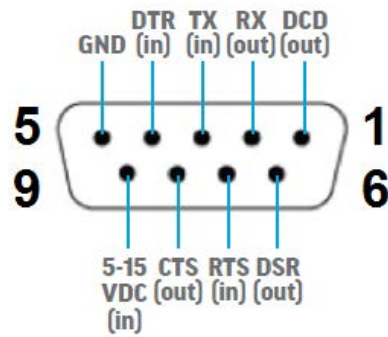 DTR TX RX DCD
GND (in) (in) (out) (out)
5 1
9 6
5-15 CTS RTS DSR
VDC (out) (in) (out)
(in)